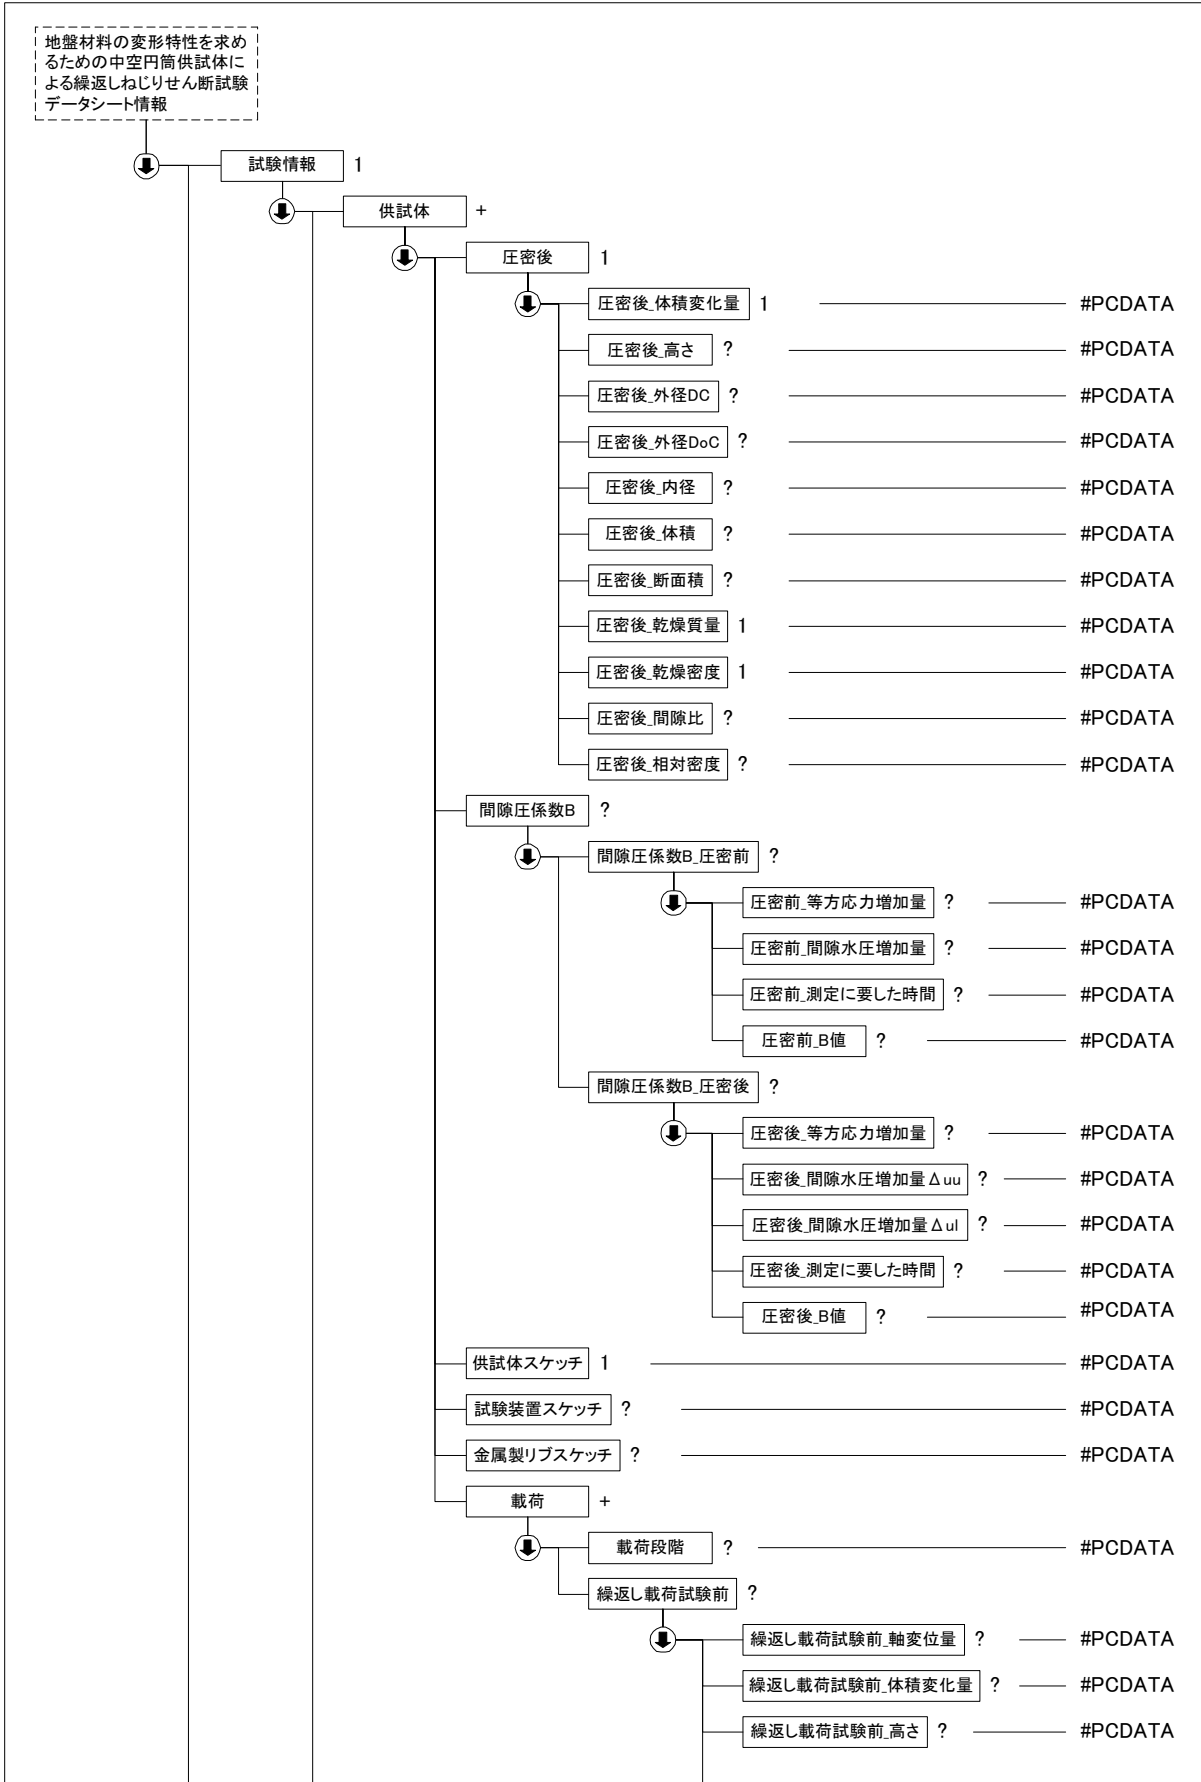 地盤材料の変形特性を求め
るための中空円筒供試体に
よる繰返しねじりせん断試験
データシート情報
試験情報 1
供試体 +
圧密後 1
圧密後_体積変化量 1 #PCDATA
圧密後_高さ ? #PCDATA
圧密後_外径DC ? #PCDATA
圧密後_外径DoC ? #PCDATA
圧密後_内径 ? #PCDATA
圧密後_体積 ? #PCDATA
圧密後_断面積 ? #PCDATA
圧密後_乾燥質量 1 #PCDATA
圧密後_乾燥密度 1 #PCDATA
圧密後_間隙比 ? #PCDATA
圧密後_相対密度 ? #PCDATA
間隙圧係数B ?
間隙圧係数B_圧密前 ?
圧密前_等方応力増加量 ? #PCDATA
圧密前_間隙水圧増加量 ? #PCDATA
圧密前_測定に要した時間 ? #PCDATA
圧密前_B値 ? #PCDATA
間隙圧係数B_圧密後 ?
圧密後_等方応力増加量 ? #PCDATA
圧密後_間隙水圧増加量Δuu ? #PCDATA
圧密後_間隙水圧増加量Δul ? #PCDATA
圧密後_測定に要した時間 ? #PCDATA
圧密後_B値 ? #PCDATA
供試体スケッチ 1 #PCDATA
試験装置スケッチ ? #PCDATA
金属製リブスケッチ ? #PCDATA
載荷 +
載荷段階 ? #PCDATA
繰返し載荷試験前 ?
繰返し載荷試験前_軸変位量 ? #PCDATA
繰返し載荷試験前_体積変化量 ? #PCDATA
繰返し載荷試験前_高さ ? #PCDATA